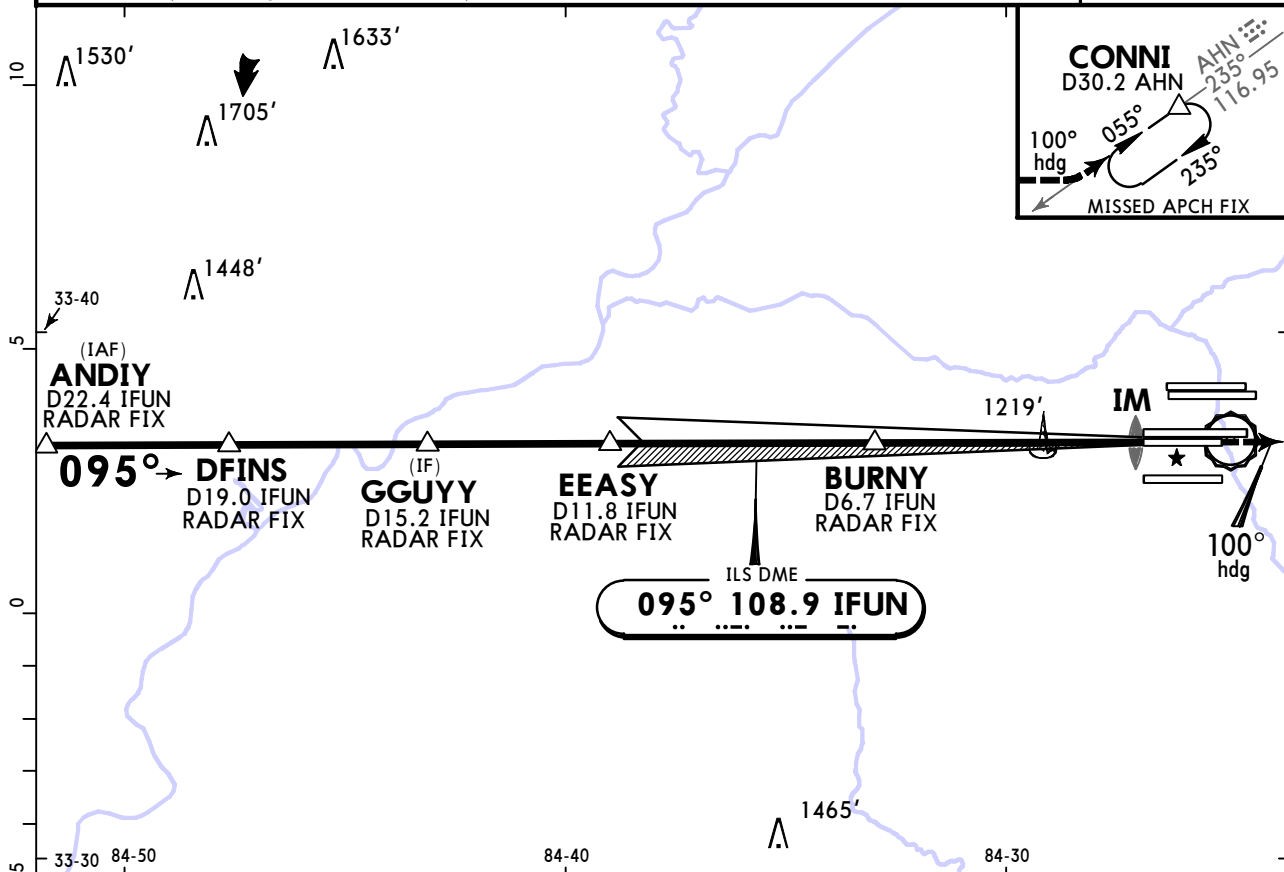 1530'
1633'
1705'
10
CONNI
D30.2 AHN
AHN
235°
116.95
055°
100°
hdg
235°
MISSED APCH FIX
1448'
33-40
5
(IAF)
ANDIY
D22.4 IFUN
RADAR FIX
095°
DFINS
D19.0 IFUN
RADAR FIX
(IF)
GGUYY
D15.2 IFUN
RADAR FIX
EEASY
D11.8 IFUN
RADAR FIX
BURNY
D6.7 IFUN
RADAR FIX
1219'
IM
100°
hdg
ILS DME
095° 108.9 IFUN
0
1465'
5
33-30
84-50
84-40
84-30